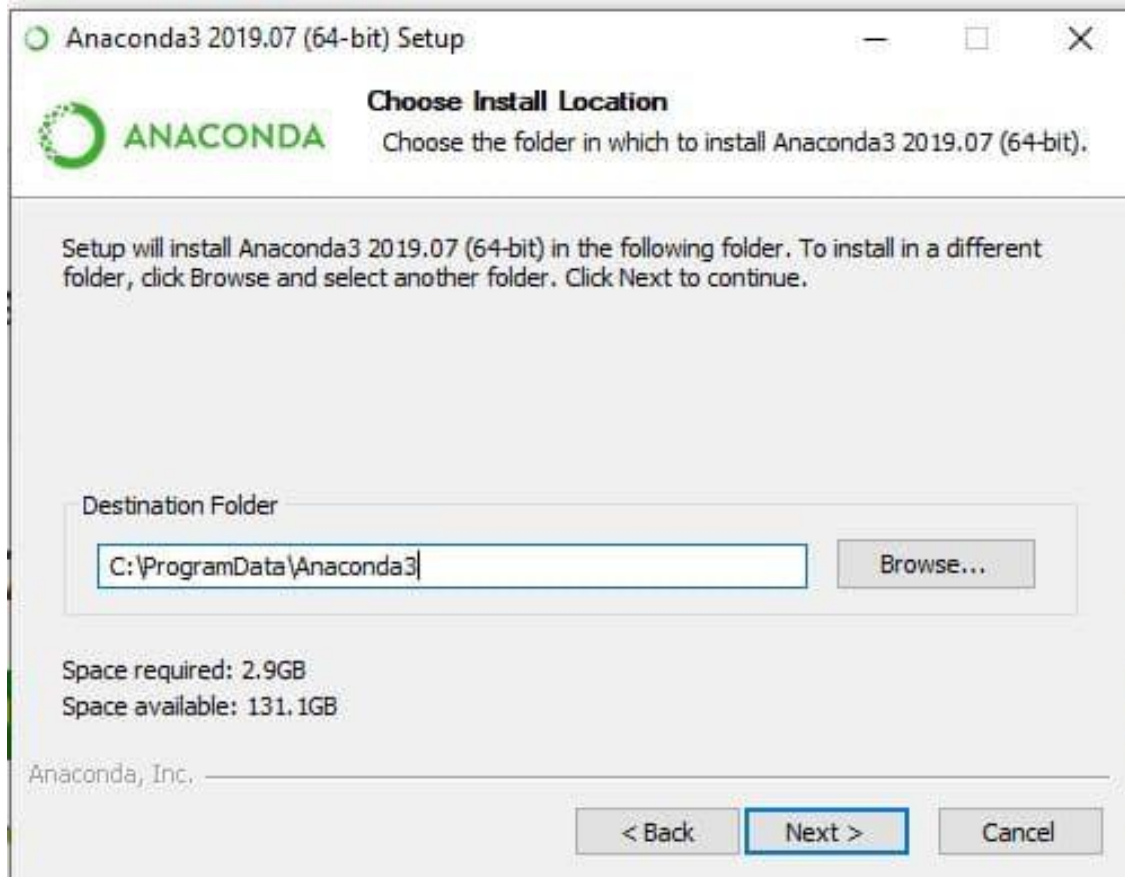 Anaconda3 2019.07 (64-bit) Setup
ANACONDA
Choose Install Location
Choose the folder in which to install Anaconda3 2019.07 (64-bit).
Setup will install Anaconda3 2019.07 (64-bit) in the following folder. To install in a different
folder, click Browse and select another folder. Click Next to continue.
Destination Folder
C:\ProgramData\Anaconda3
Browse...
Space required: 2.9GB
Space available: 131.1GB
Anaconda, Inc.
< Back
Next >
Cancel